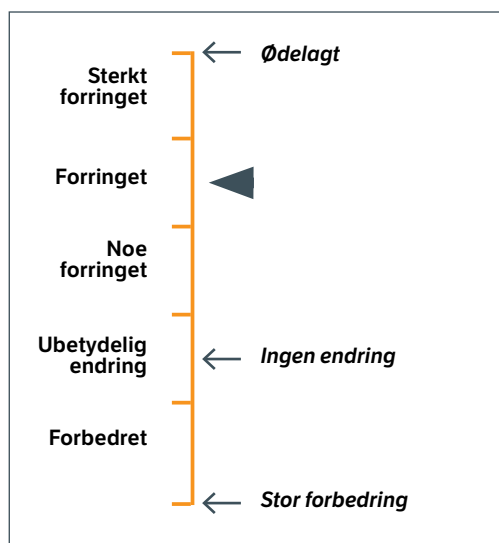 Ødelagt
Sterkt
forringet
Forringet
Noe
forringet
Ubetydelig
endring
Ingen endring
Forbedret
Stor forbedring